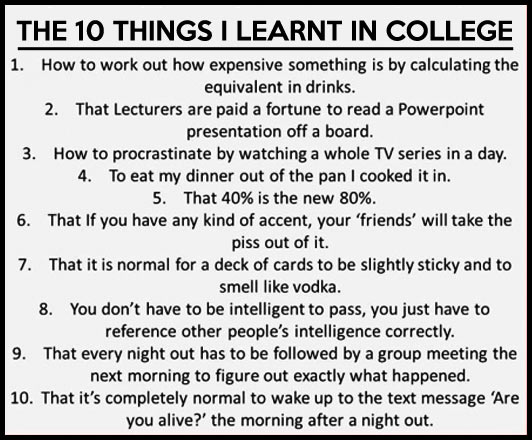 THE 10 THINGS I LEARNT IN COLLEGE
1. How to work out how expensive something is by calculating the
equivalent in drinks.
2. That Lecturers are paid a fortune to read a Powerpoint
presentation off a board.
3. How to procrastinate by watching a whole TV series in a day.
4. To eat my dinner out of the pan I cooked it in.
5. That 40% is the new 80%.
6. That If you have any kind of accent, your ‘friends’ will take the
piss out of it.
7. That it is normal for a deck of cards to be slightly sticky and to
smell like vodka.
8. You don’t have to be intelligent to pass, you just have to
reference other people’s intelligence correctly.
9. That every night out has to be followed by a group meeting the
next morning to figure out exactly what happened.
10. That it’s completely normal to wake up to the text message ‘Are
you alive?’ the morning after a night out.